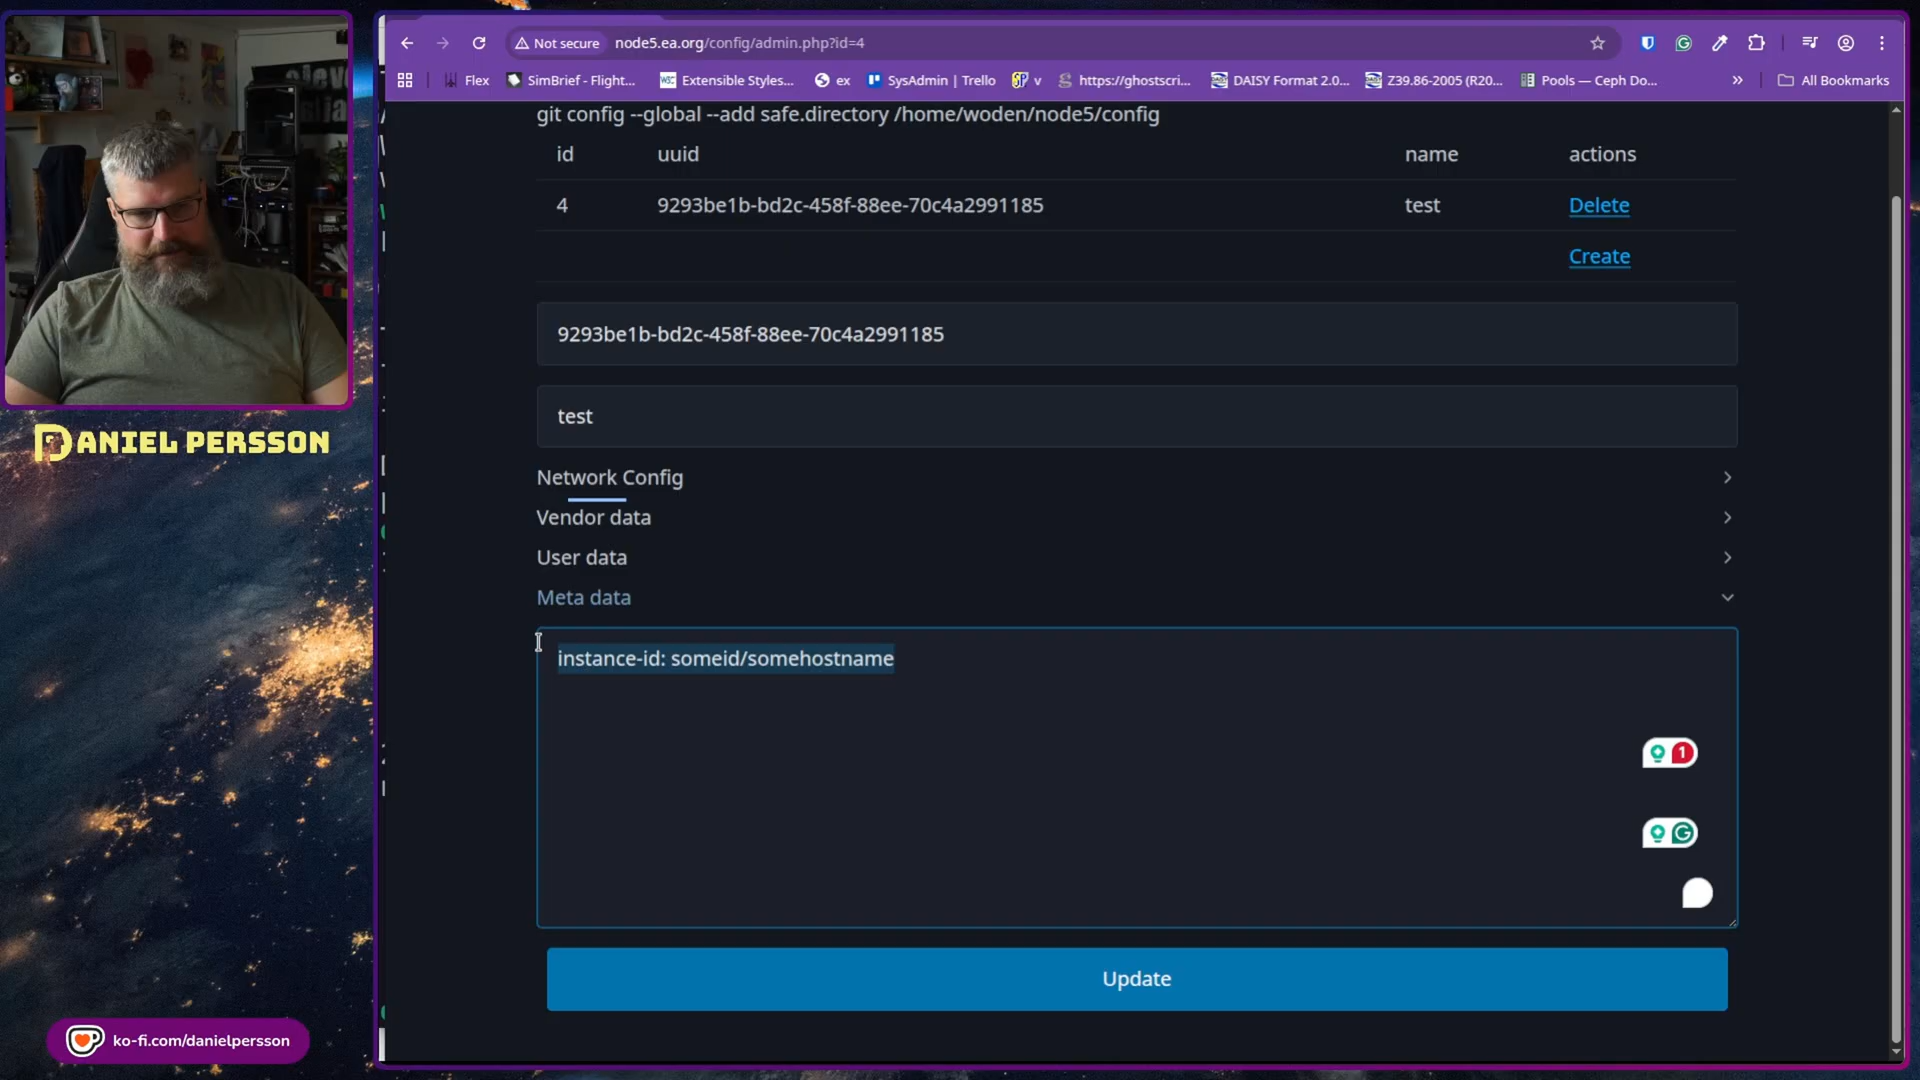 Not secure
node5.ea.org/config/admin.php?id=4
Flex
SimBrief - Flight...
Extensible Styles...
ex
SysAdmin | Trello
v
https://ghostscri...
DAISY Format 2.0...
Z39.86-2005 (R20...
Pools — Ceph Do...
»
All Bookmarks
git config --global --add safe.directory /home/woden/node5/config
id uuid name actions
4 9293be1b-bd2c-458f-88ee-70c4a2991185 test Delete
Create
9293be1b-bd2c-458f-88ee-70c4a2991185
test
Network Config
Vendor data
User data
Meta data
instance-id: someid/somehostname
1
Update
DANIEL PERSSON
ko-fi.com/danielpersson